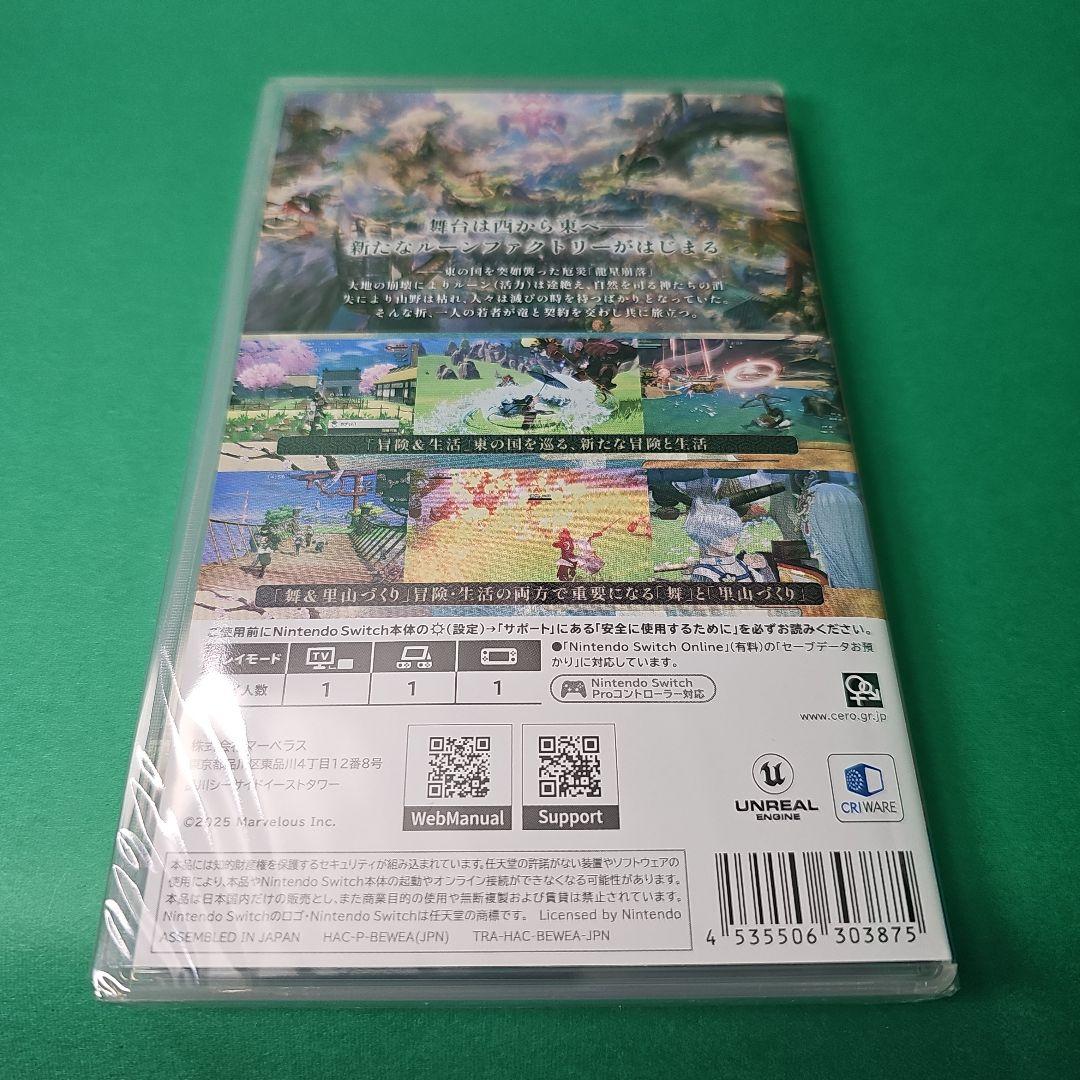 舞台は西から東へ――
新たなルーンファクトリーがはじまる
――東の国を突如襲った厄災「龍星崩落」
大地の崩壊によりルーン(活力)は途絶え、自然を司る神たちの消
失により山野は枯れ、人々は滅びの時を待つばかりとなっていた。
そんな折、一人の若者が竜と契約を交わし共に旅立つ。
「冒険&生活」東の国を巡る、新たな冒険と生活
「舞&里山づくり」冒険・生活の両方で重要になる「舞」と「里山づくり」
ご使用前にNintendo Switch本体の(設定)→「サポート」にある「安全に使用するために」を必ずお読みください。
レイモード
TV
人数
1
1
1
●「Nintendo Switch Online」(有料)の「セーブデータお預
かり」に対応しています。
Nintendo Switch
Proコントローラー対応
www.cero.gr.jp
株式会社マーベラス
東京都品川区東品川4丁目12番8号
品川シーサイドイーストタワー
©2025 Marvelous Inc.
WebManual
Support
UNREAL
ENGINE
CRIWARE
本品には知的財産権を保護するセキュリティが組み込まれています。任天堂の許諾がない装置やソフトウェアの
使用により、本品やNintendo Switch本体の起動やオンライン接続ができなくなる可能性があります。
本品は日本国内だけの販売とし、また商業目的の使用や無断複製および賃貸は禁止されています。
Nintendo Switchのロゴ・Nintendo Switchは任天堂の商標です。 Licensed by Nintendo
ASSEMBLED IN JAPAN HAC-P-BEWEA(JPN) TRA-HAC-BEWEA-JPN
4 535506 303875